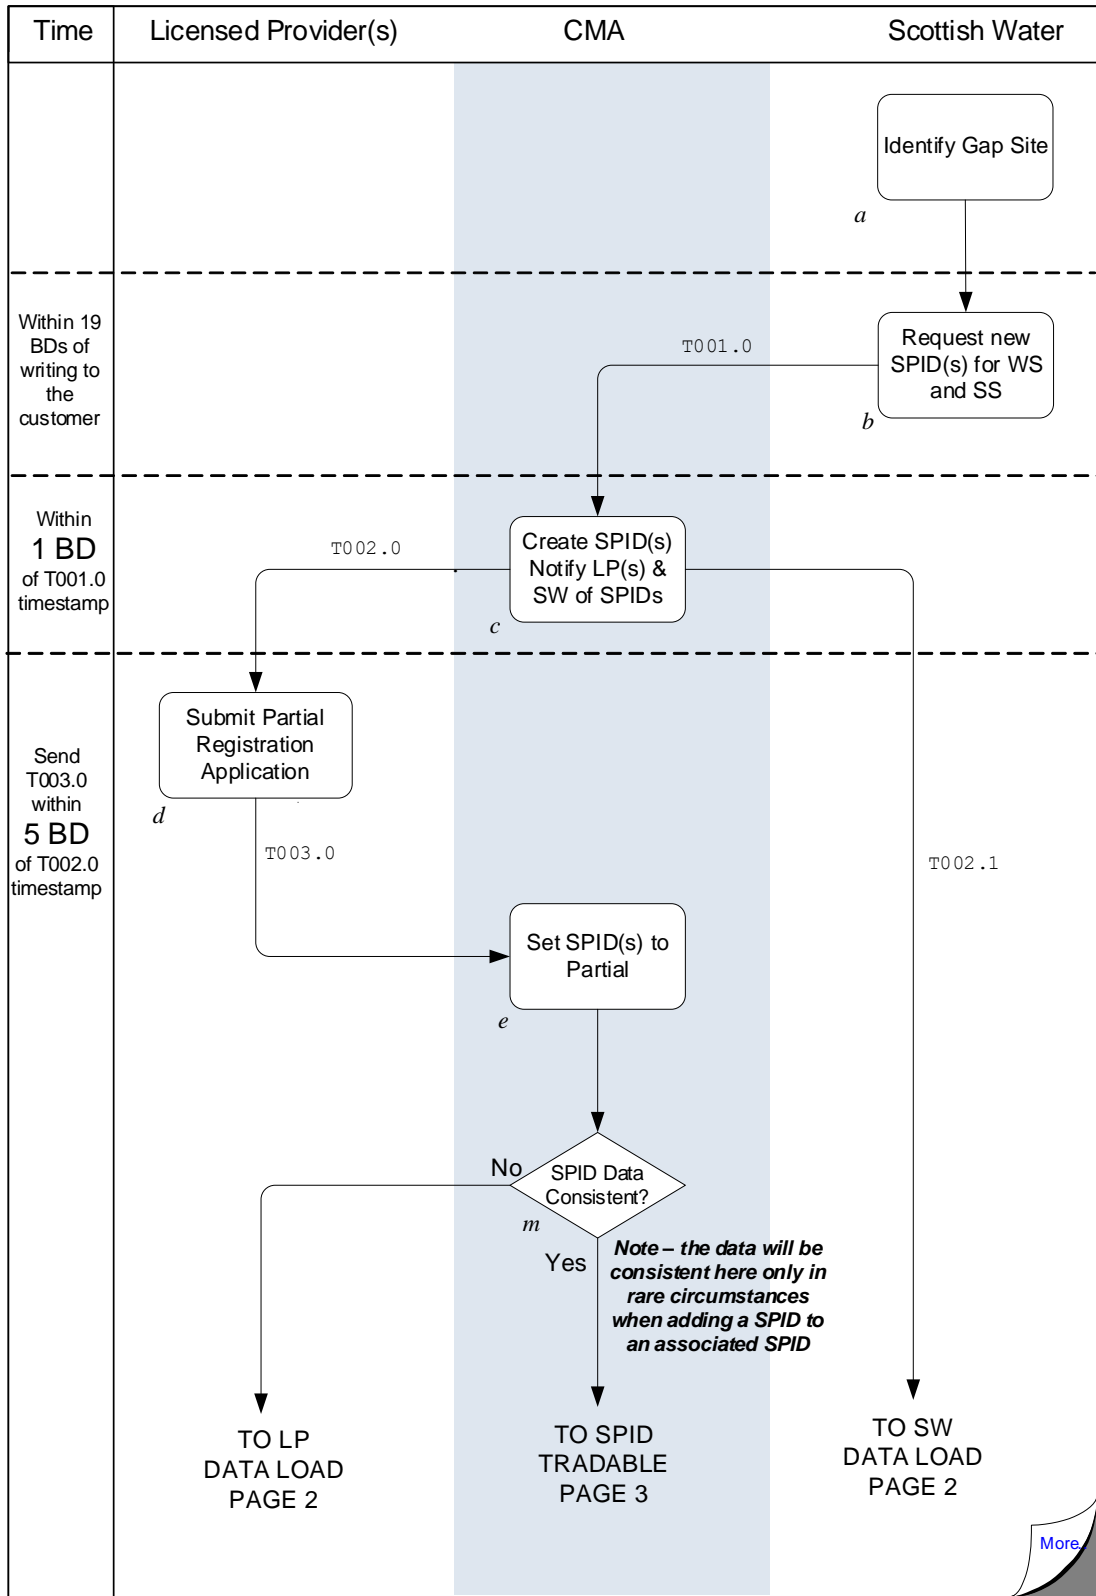 Time
Licensed Provider(s)
CMA
Scottish Water
Identify Gap Site
a
Within 19
BDs of
writing to
the
customer
T001.0
Request new
SPID(s) for WS
and SS
b
Within
1 BD
of T001.0
timestamp
T002.0
Create SPID(s)
Notify LP(s) &
SW of SPIDs
c
Send
T003.0
within
5 BD
of T002.0
timestamp
Submit Partial
Registration
Application
d
T003.0
T002.1
Set SPID(s) to
Partial
e
No
SPID Data
Consistent?
m
Yes
Note – the data will be
consistent here only in
rare circumstances
when adding a SPID to
an associated SPID
TO LP
DATA LOAD
PAGE 2
TO SPID
TRADABLE
PAGE 3
TO SW
DATA LOAD
PAGE 2
More..